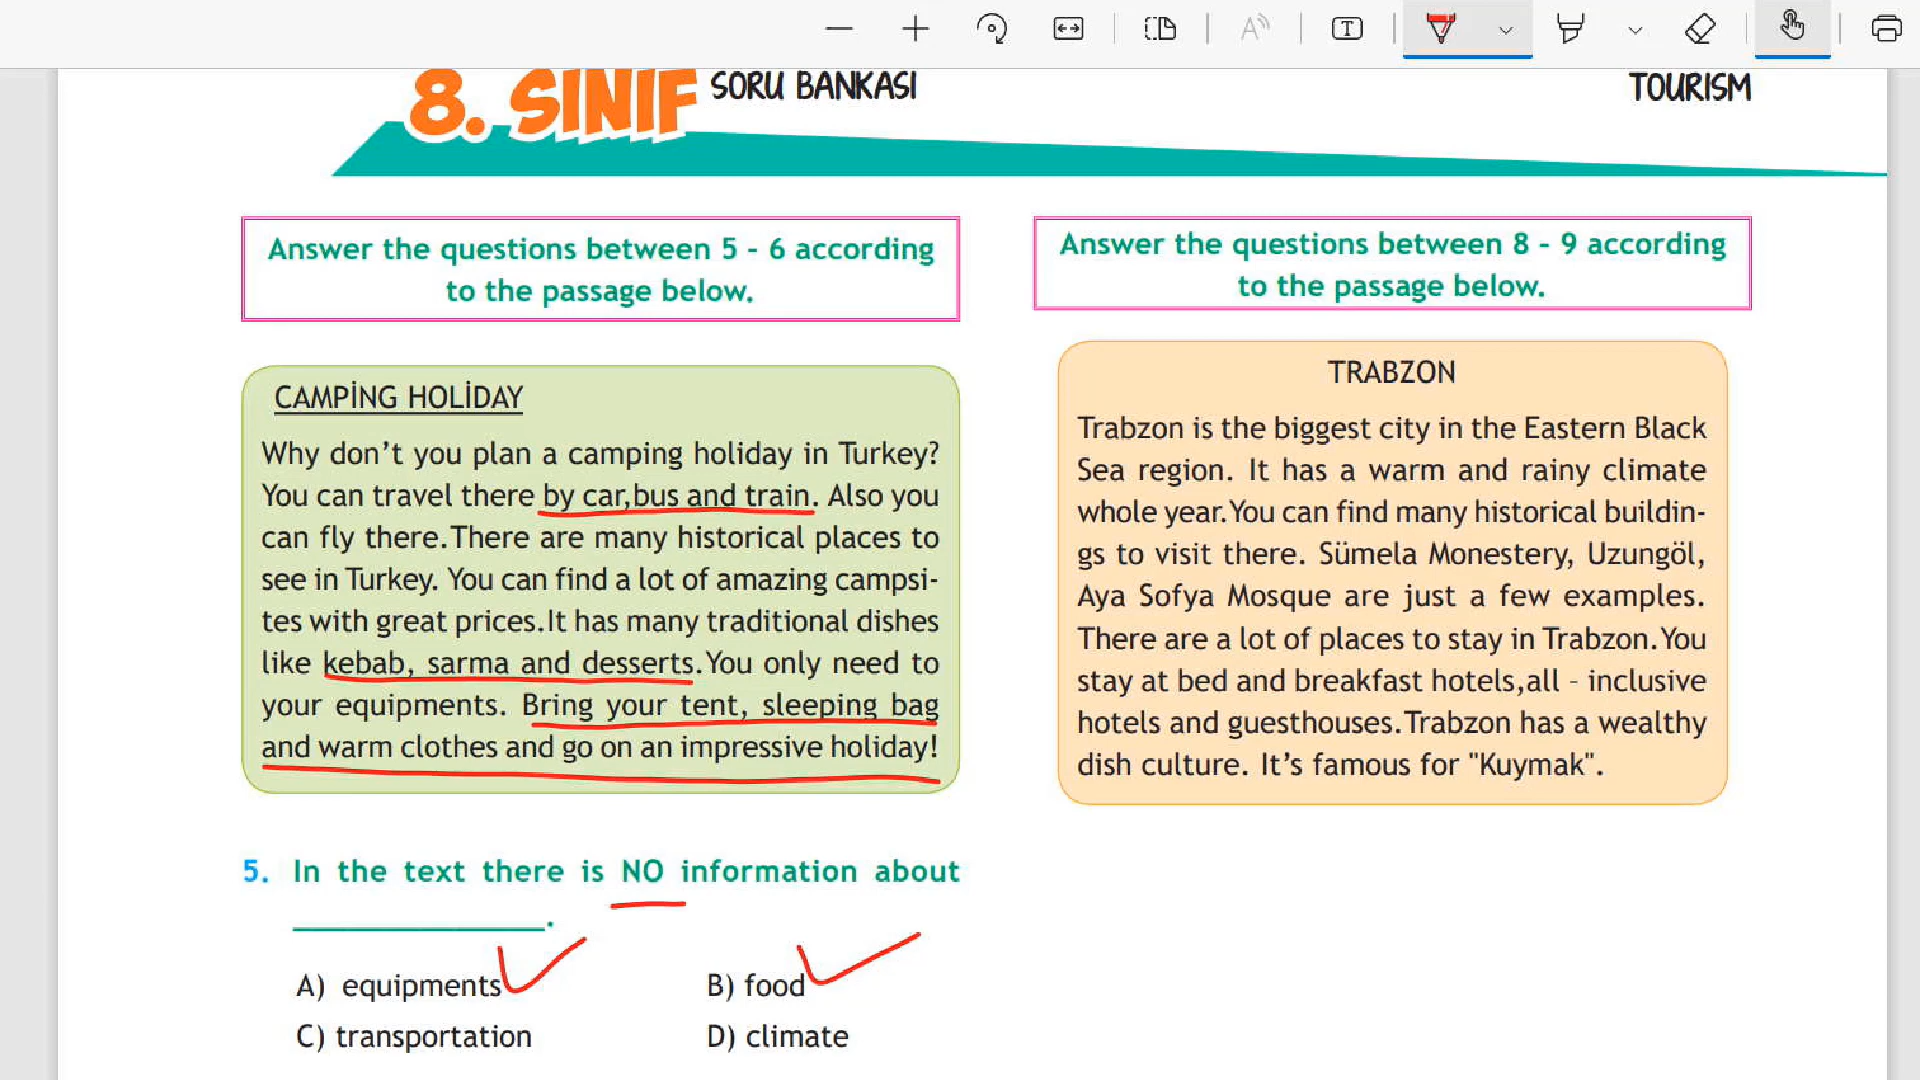 8. SINIF SORU BANKASI
TOURISM
Answer the questions between 5 - 6 according
to the passage below.
CAMPİNG HOLİDAY
Why don't you plan a camping holiday in Turkey?
You can travel there by car,bus and train. Also you
can fly there.There are many historical places to
see in Turkey. You can find a lot of amazing campsi-
tes with great prices.It has many traditional dishes
like kebab, sarma and desserts.You only need to
your equipments. Bring your tent, sleeping bag
and warm clothes and go on an impressive holiday!
5. In the text there is NO information about
____________.
A) equipments
B) food
C) transportation
D) climate
Answer the questions between 8 - 9 according
to the passage below.
TRABZON
Trabzon is the biggest city in the Eastern Black
Sea region. It has a warm and rainy climate
whole year.You can find many historical buildin-
gs to visit there. Sümela Monestery, Uzungöl,
Aya Sofya Mosque are just a few examples.
There are a lot of places to stay in Trabzon.You
stay at bed and breakfast hotels,all - inclusive
hotels and guesthouses.Trabzon has a wealthy
dish culture. It's famous for "Kuymak".